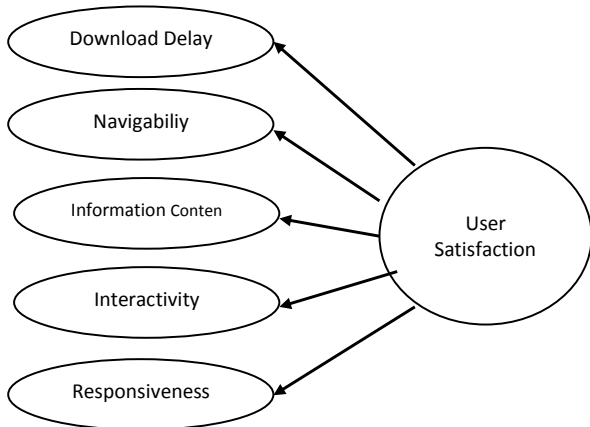 Download Delay
Navigabiliy
Information Conten
Interactivity
Responsiveness
User
Satisfaction